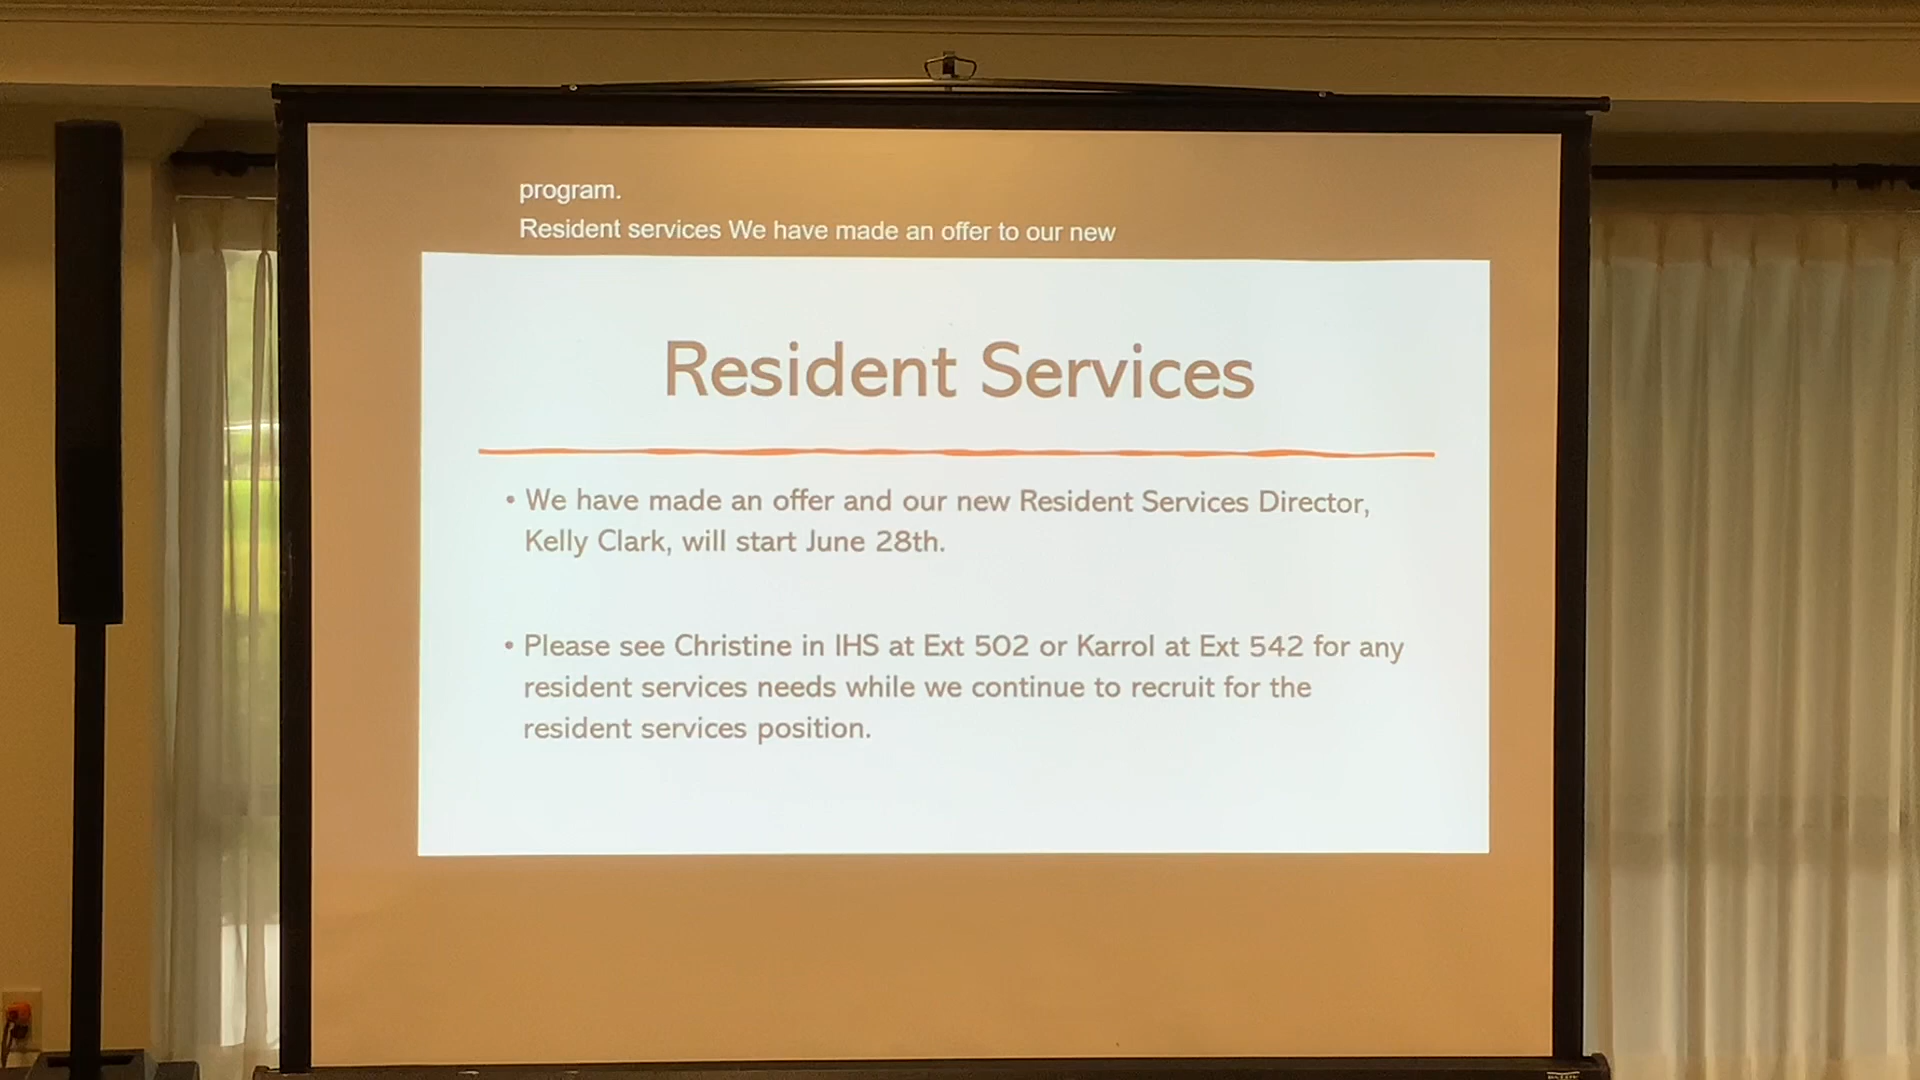 program.
Resident services We have made an offer to our new
Resident Services
• We have made an offer and our new Resident Services Director,
Kelly Clark, will start June 28th.
• Please see Christine in IHS at Ext 502 or Karrol at Ext 542 for any
resident services needs while we continue to recruit for the
resident services position.